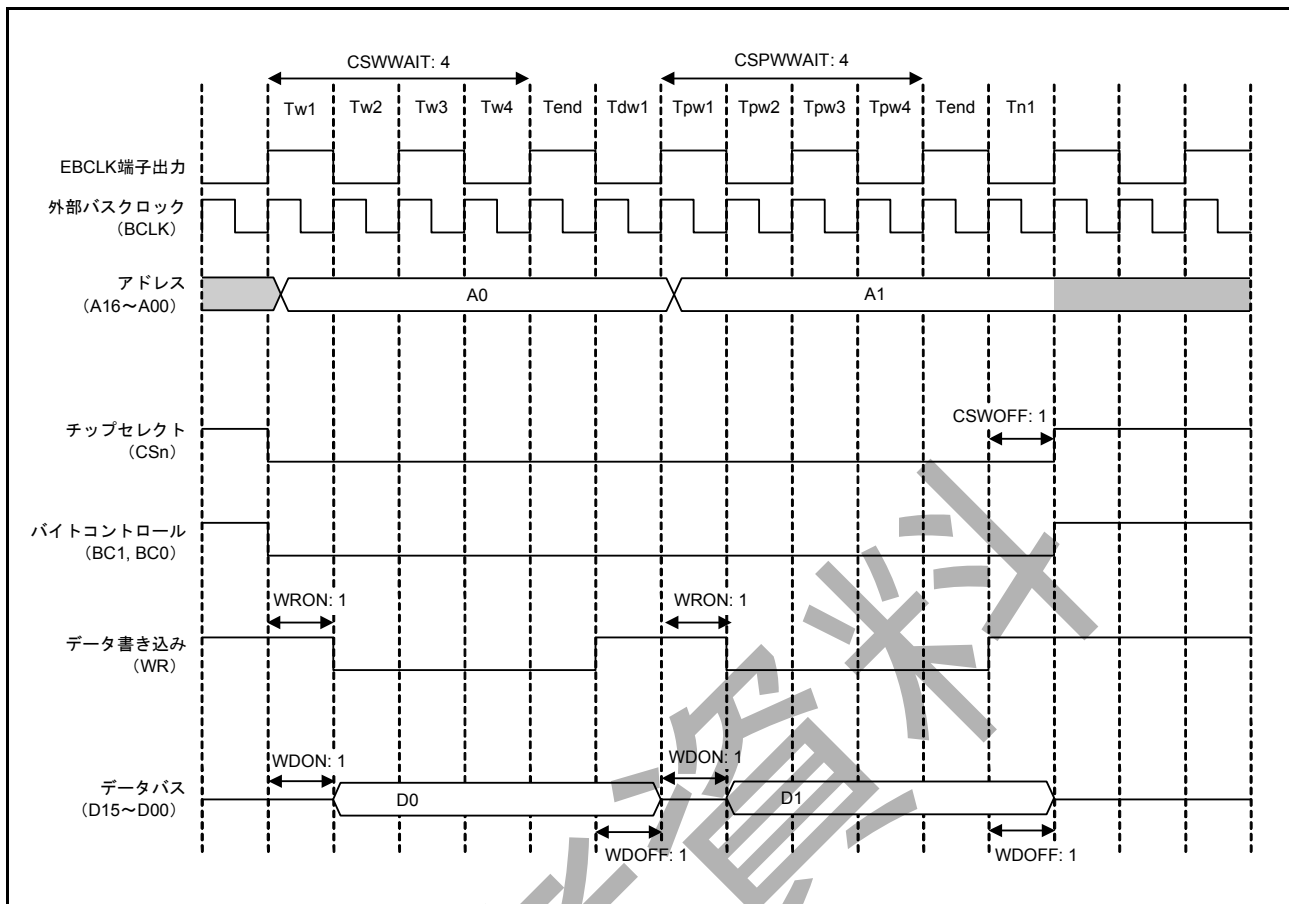 CSWWAIT: 4 CSPWWAIT: 4
Tw1 Tw2 Tw3 Tw4 Tend Tdw1 Tpw1 Tpw2 Tpw3 Tpw4 Tend Tn1
EBCLK端子出力
外部バスクロック
(BCLK)
アドレス
(A16~A00)
A0 A1
CSWOFF: 1
チップセレクト
(CSn)
バイトコントロール
(BC1, BC0)
WRON: 1 WRON: 1
データ書き込み
(WR)
WDON: 1 WDON: 1
データバス
(D15~D00)
D0 D1
WDOFF: 1 WDOFF: 1
資料